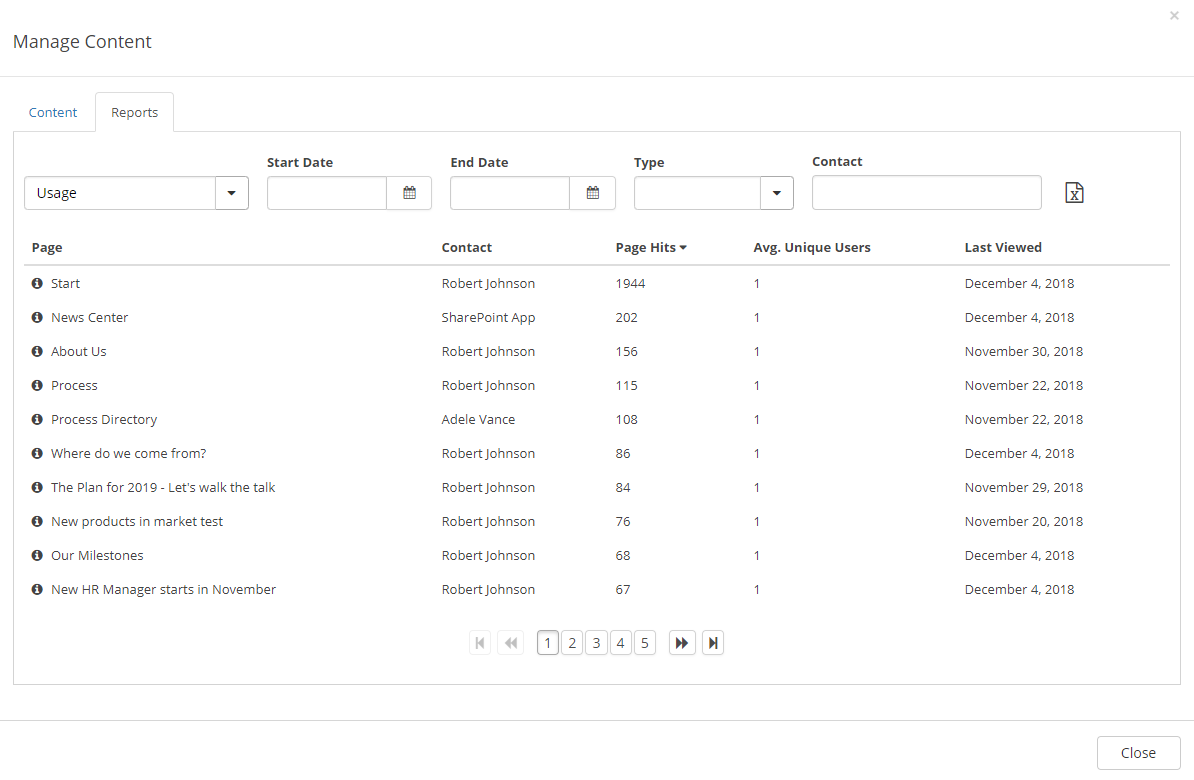 ×
Manage Content
Content Reports
Start Date End Date Type Contact
Usage
Page Contact Page Hits Avg. Unique Users Last Viewed
Start Robert Johnson 1944 1 December 4, 2018
News Center SharePoint App 202 1 December 4, 2018
About Us Robert Johnson 156 1 November 30, 2018
Process Robert Johnson 115 1 November 22, 2018
Process Directory Adele Vance 108 1 November 22, 2018
Where do we come from? Robert Johnson 86 1 December 4, 2018
The Plan for 2019 - Let's walk the talk Robert Johnson 84 1 November 29, 2018
New products in market test Robert Johnson 76 1 November 20, 2018
Our Milestones Robert Johnson 68 1 December 4, 2018
New HR Manager starts in November Robert Johnson 67 1 December 4, 2018
1 2 3 4 5
Close